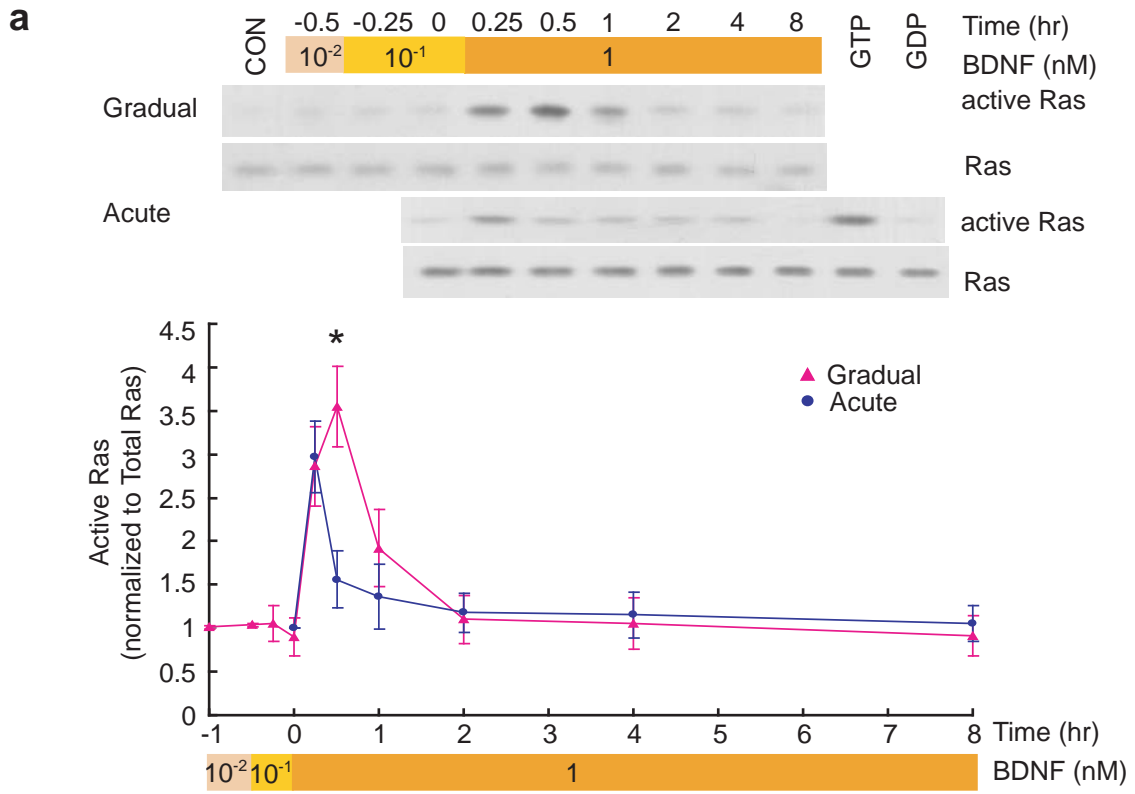 a
CON -0.5 -0.25 0 0.25 0.5 1 2 4 8 GTP GDP Time (hr)
10-2 10-1 1 BDNF (nM)
Gradual active Ras
Ras
Acute active Ras
Ras
4.5
*
4
3.5
3
2.5
2
1.5
1
0.5
0
Active Ras
(normalized to Total Ras)
Gradual
Acute
-1 0 1 2 3 4 5 6 7 8 Time (hr)
10-2 10-1 1 BDNF (nM)